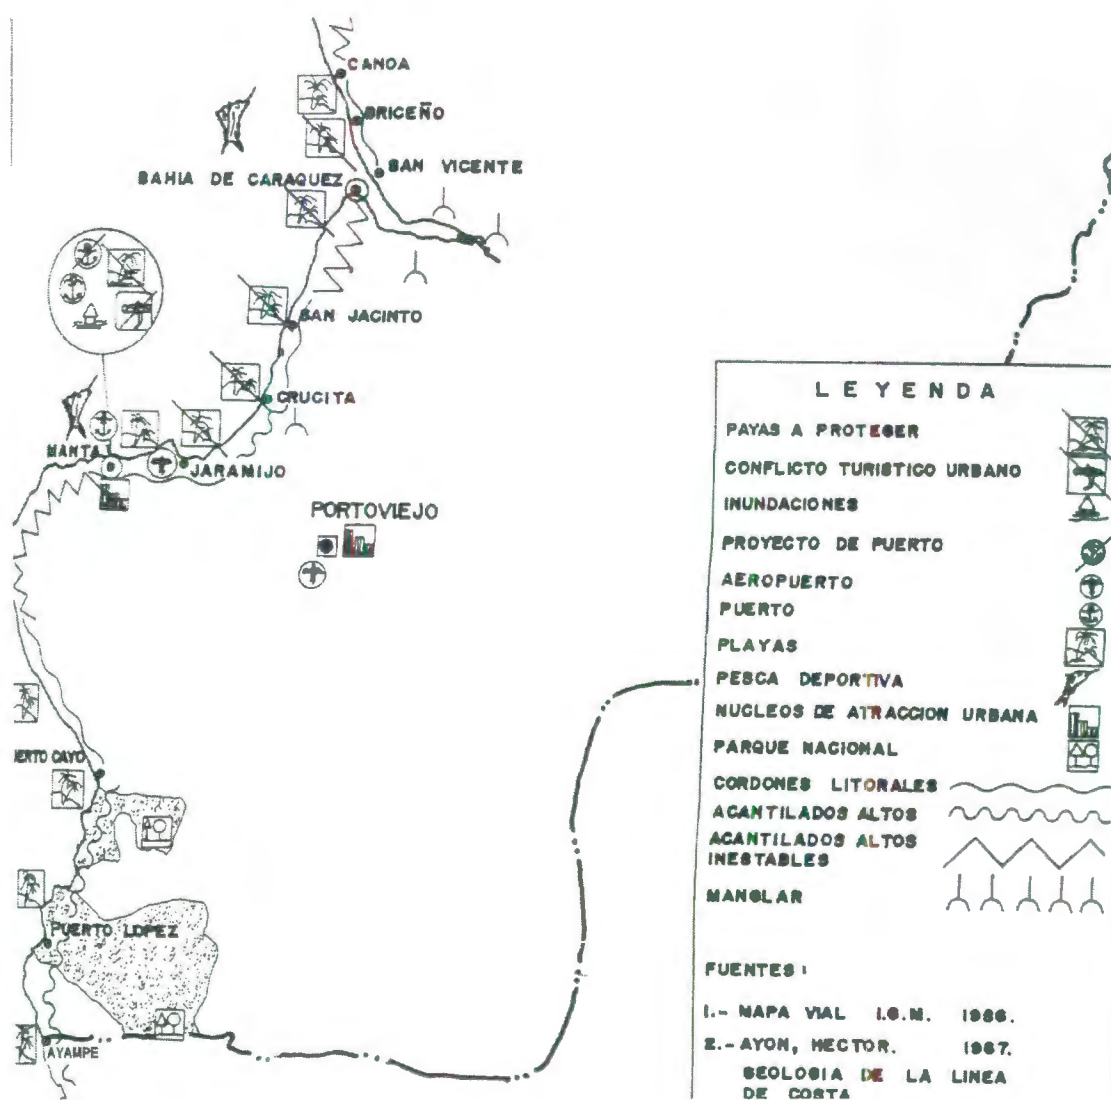 CANOA
BRICEÑO
SAN VICENTE
BAHIA DE CARAQUEZ
SAN JACINTO
CRUCITA
MANTA
JARAMIJO
PORTOVIEJO
ERTO CAYO
PUERTO LOPEZ
AYAMPE
LEYENDA
PAYAS A PROTEGER
CONFLICTO TURISTICO URBANO
INUNDACIONES
PROYECTO DE PUERTO
AEROPUERTO
PUERTO
PLAYAS
PESCA DEPORTIVA
NUCLEOS DE ATRACCION URBANA
PARQUE NACIONAL
CORDONES LITORALES
ACANTILADOS ALTOS
ACANTILADOS ALTOS
INESTABLES
MANGLAR
FUENTES:
1.- MAPA VIAL I.G.M. 1986.
2.- AYON, HECTOR. 1987.
GEOLOGIA DE LA LINEA
DE COSTA